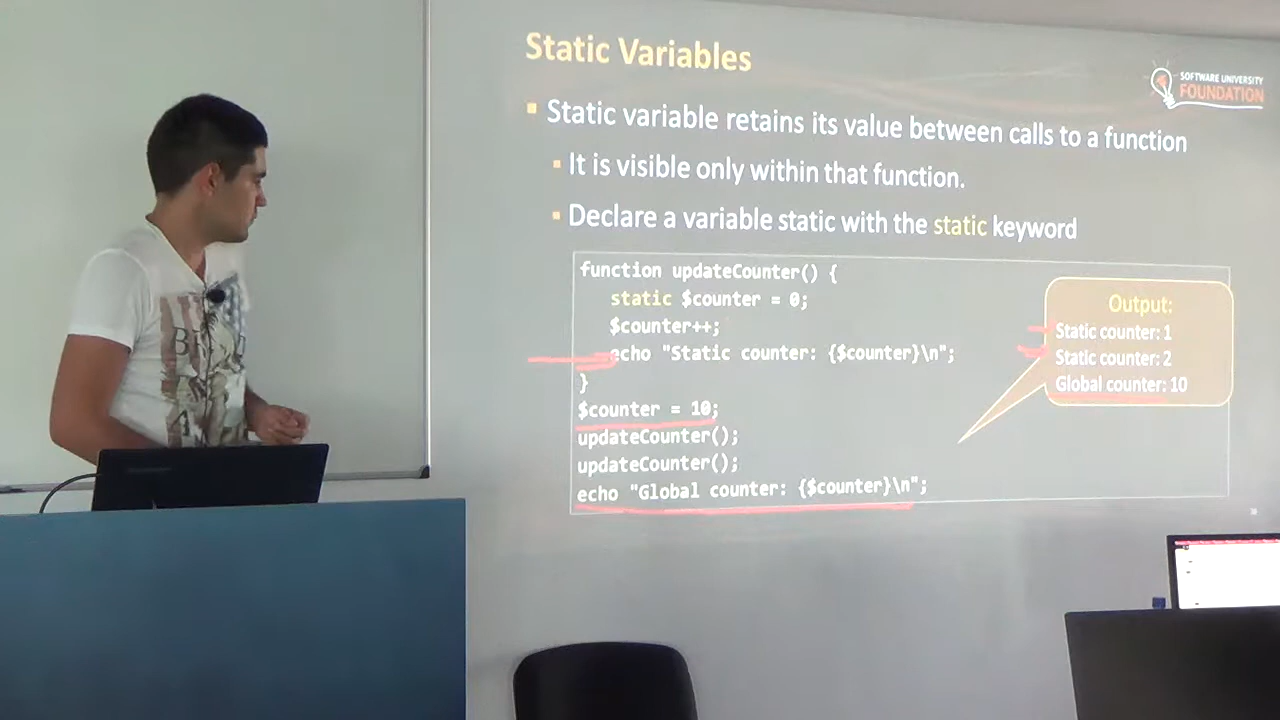 Static Variables
SOFTWARE UNIVERSITY
FOUNDATION
Static variable retains its value between calls to a function
It is visible only within that function.
Declare a variable static with the static keyword
function updateCounter() {
static $counter = 0;
$counter++;
echo "Static counter: {$counter}\n";
}
$counter = 10;
updateCounter();
updateCounter();
echo "Global counter: {$counter}\n";
Output:
Static counter: 1
Static counter: 2
Global counter: 10